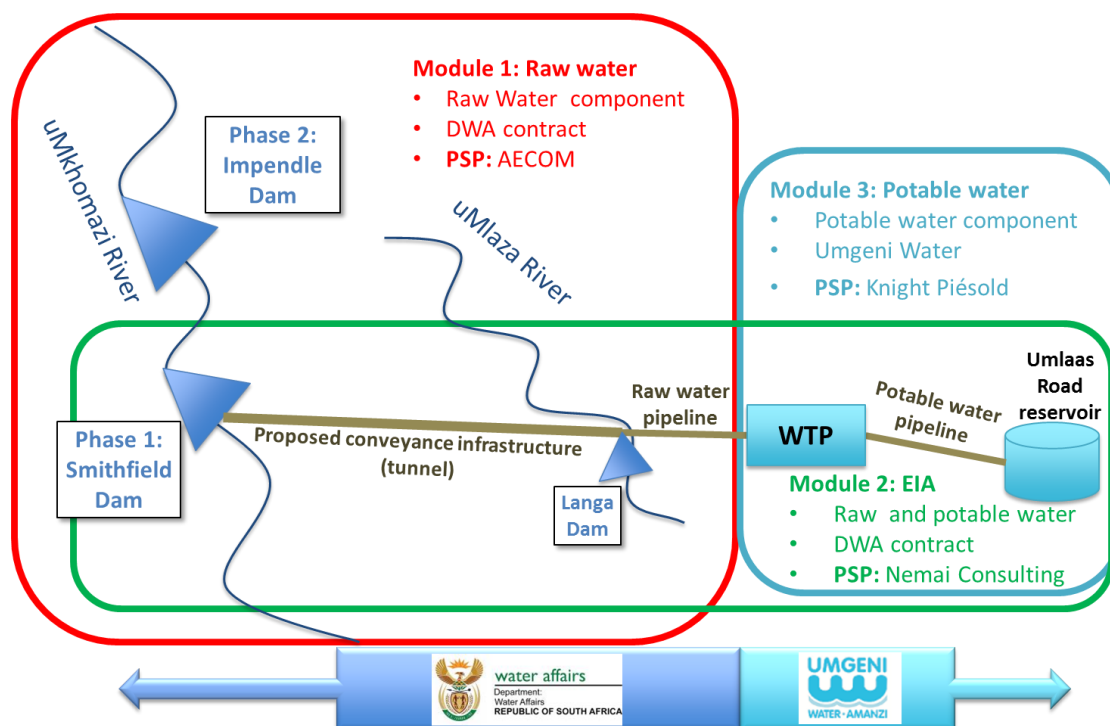 Module 1: Raw water
• Raw Water component
• DWA contract
• PSP: AECOM
uMkhomazi River
Phase 2:
Impendle
Dam
uMlaza River
Module 3: Potable water
• Potable water component
• Umgeni Water
• PSP: Knight Piésold
Phase 1:
Smithfield
Dam
Proposed conveyance infrastructure
(tunnel)
Langa
Dam
Raw water
pipeline
WTP
Potable water
pipeline
Umlaas
Road
reservoir
Module 2: EIA
• Raw and potable water
• DWA contract
• PSP: Nemai Consulting
water affairs
Department:
Water Affairs
REPUBLIC OF SOUTH AFRICA
UMGENI
WATER • AMANZI